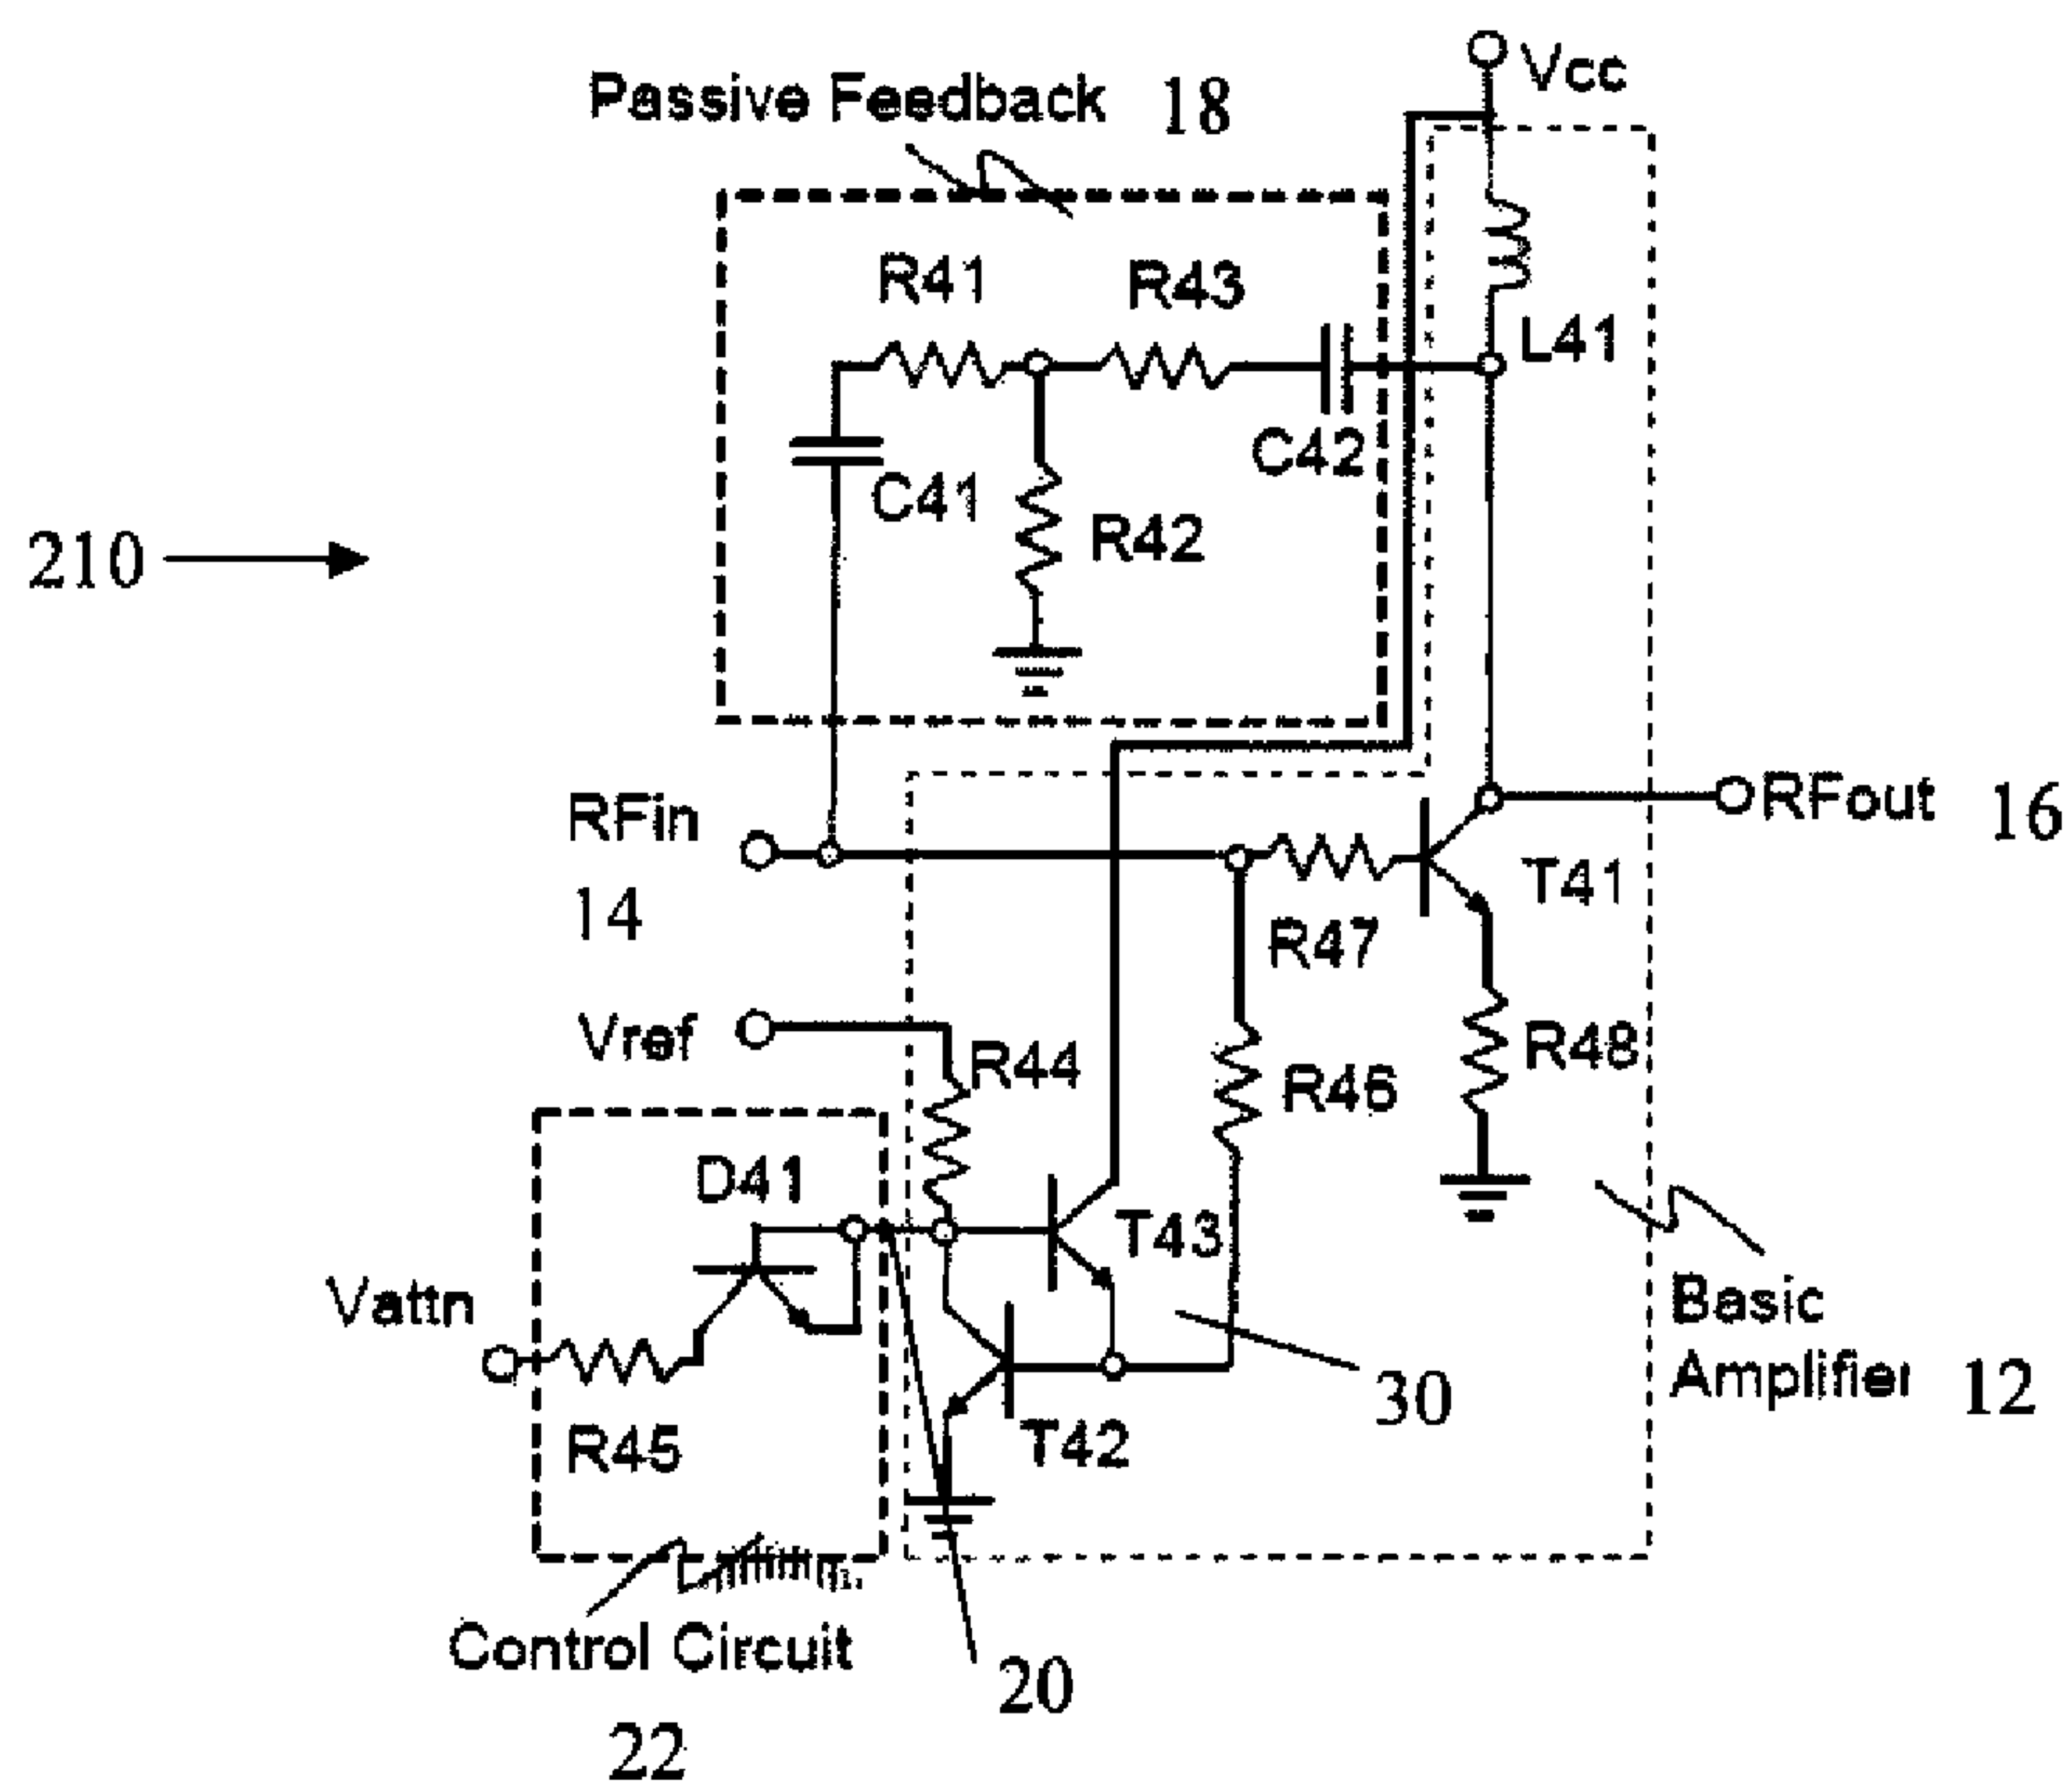 Vcc
Passive Feedback 18
R41
R43
L41
C42
C41
R42
210
RFin
14
RFout 16
T41
R47
Vref
R44
R46
R48
D41
T43
Vattn
Basic
Amplifier 12
30
R45
T42
Control Circuit
22
20